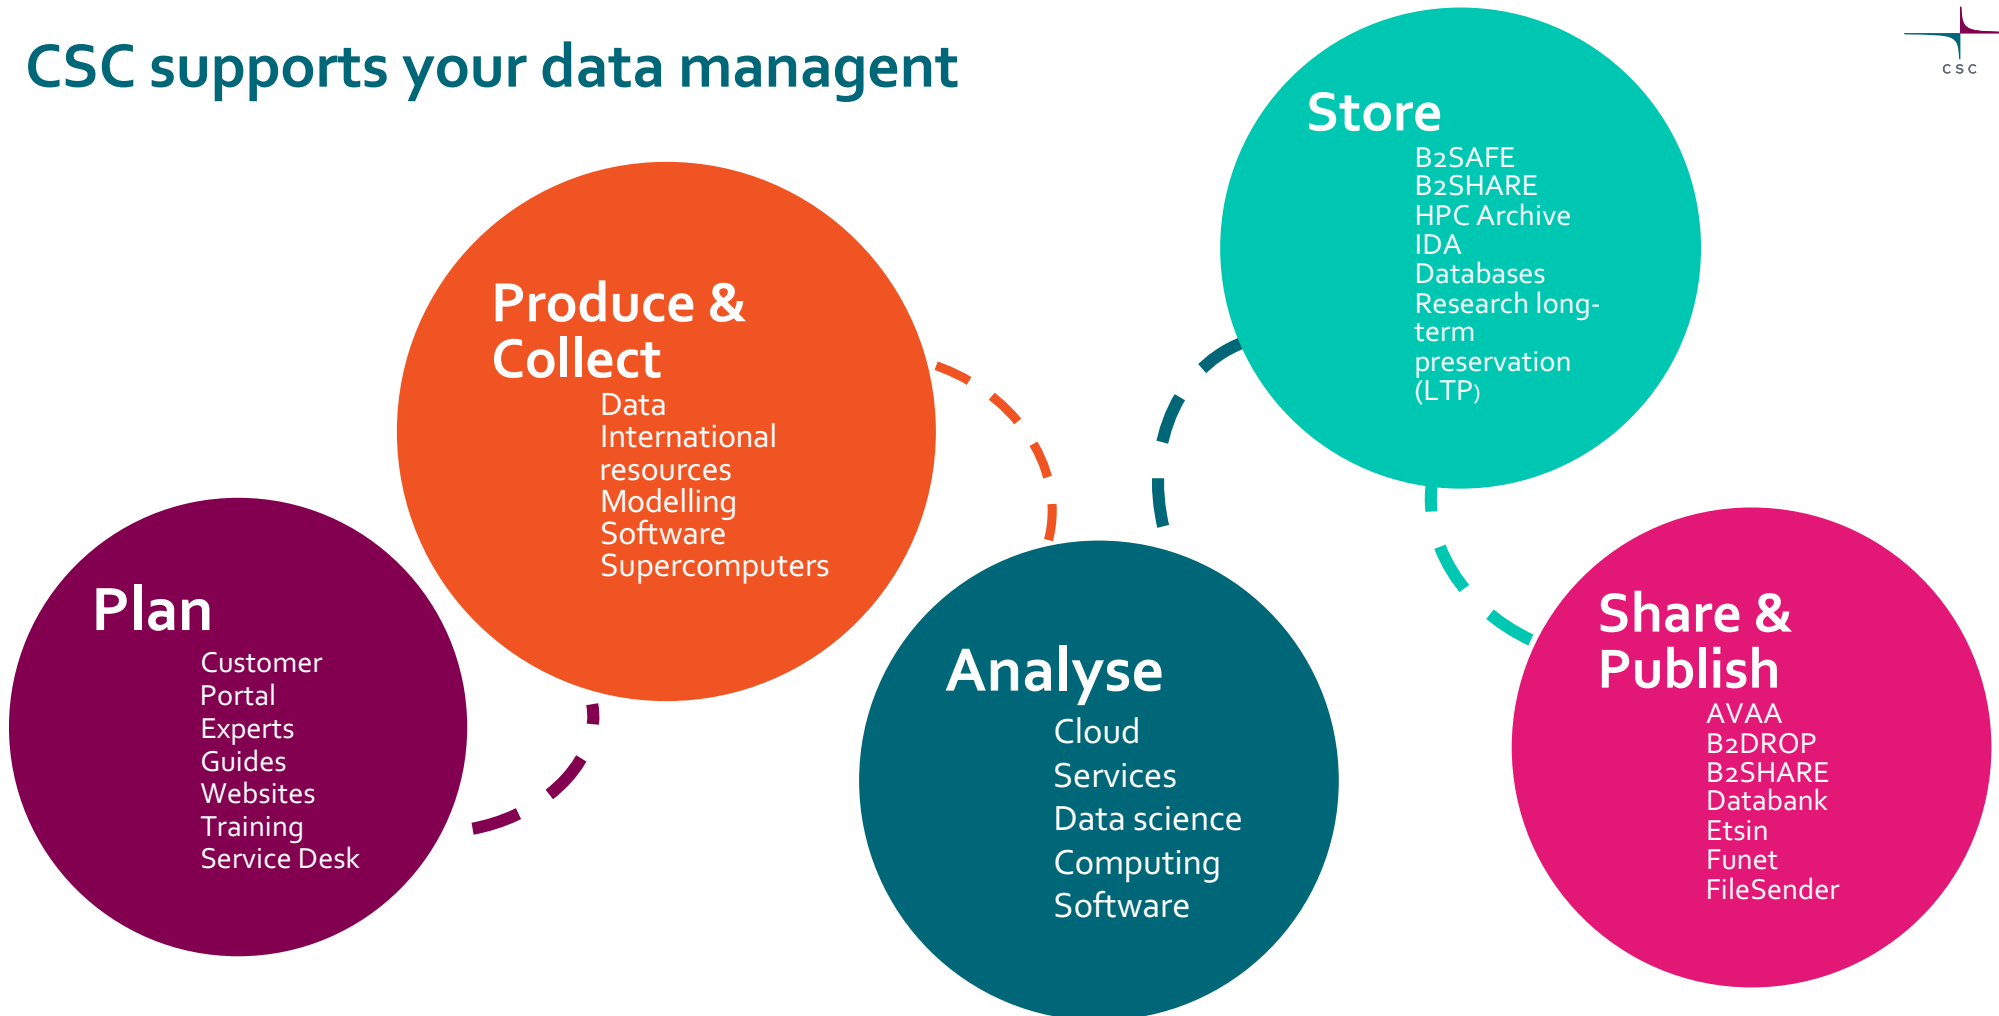 CSC supports your data managent
CSC
Plan
Customer
Portal
Experts
Guides
Websites
Training
Service Desk
Produce &
Collect
Data
International
resources
Modelling
Software
Supercomputers
Analyse
Cloud
Services
Data science
Computing
Software
Store
B2SAFE
B2SHARE
HPC Archive
IDA
Databases
Research long-
term
preservation
(LTP)
Share &
Publish
AVAA
B2DROP
B2SHARE
Databank
Etsin
Funet
FileSender